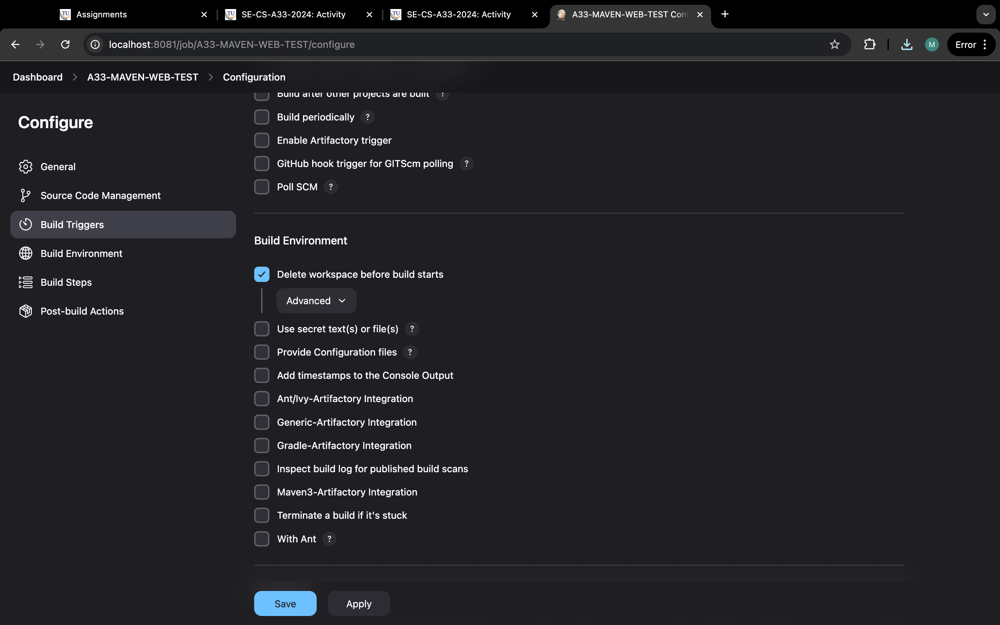 Assignments
SE-CS-A33-2024: Activity
SE-CS-A33-2024: Activity
A33-MAVEN-WEB-TEST Con
localhost:8081/job/A33-MAVEN-WEB-TEST/configure
M
Error
Dashboard > A33-MAVEN-WEB-TEST > Configuration
Configure
General
Source Code Management
Build Triggers
Build Environment
Build Steps
Post-build Actions
Build after other projects are built ?
Build periodically ?
Enable Artifactory trigger
GitHub hook trigger for GITScm polling ?
Poll SCM ?
Build Environment
Delete workspace before build starts
Advanced
Use secret text(s) or file(s) ?
Provide Configuration files ?
Add timestamps to the Console Output
Ant/Ivy-Artifactory Integration
Generic-Artifactory Integration
Gradle-Artifactory Integration
Inspect build log for published build scans
Maven3-Artifactory Integration
Terminate a build if it's stuck
With Ant ?
Save
Apply